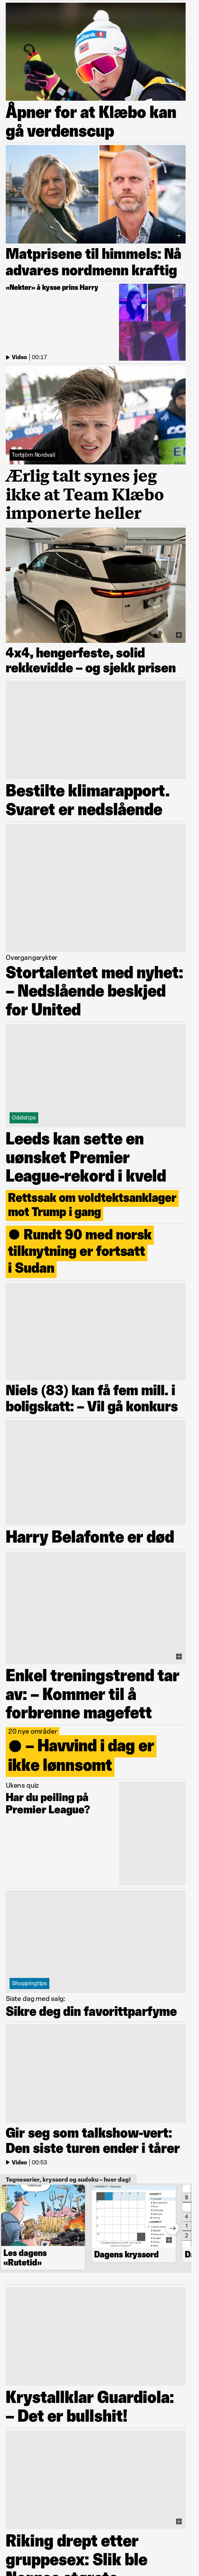 Åpner for at Klæbo kan
gå verdenscup
Matprisene til himmels: Nå
advares nordmenn kraftig
«Nekter» å kysse prins Harry
Video | 00:17
Torbjörn Nordvall
Ærlig talt synes jeg
ikke at Team Klæbo
imponerte heller
4x4, hengerfeste, solid
rekkevidde – og sjekk prisen
Bestilte klimarapport.
Svaret er nedslående
Overgangsrykter
Stortalentet med nyhet:
– Nedslående beskjed
for United
Oddstips
Leeds kan sette en
uønsket Premier
League-rekord i kveld
Rettssak om voldtektsanklager
mot Trump i gang
Rundt 90 med norsk
tilknytning er fortsatt
i Sudan
Niels (83) kan få fem mill. i
boligskatt: – Vil gå konkurs
Harry Belafonte er død
Enkel treningstrend tar
av: – Kommer til å
forbrenne magefett
20 nye områder
– Havvind i dag er
ikke lønnsomt
Ukens quiz
Har du peiling på
Premier League?
Shoppingtips
Siste dag med salg:
Sikre deg din favorittparfyme
Gir seg som talkshow-vert:
Den siste turen ender i tårer
Video | 00:53
Tegneserier, kryssord og sudoku – hver dag!
Les dagens
«Rutetid»
Dagens kryssord
Krystallklar Guardiola:
– Det er bullshit!
Riking drept etter
gruppesex: Slik ble